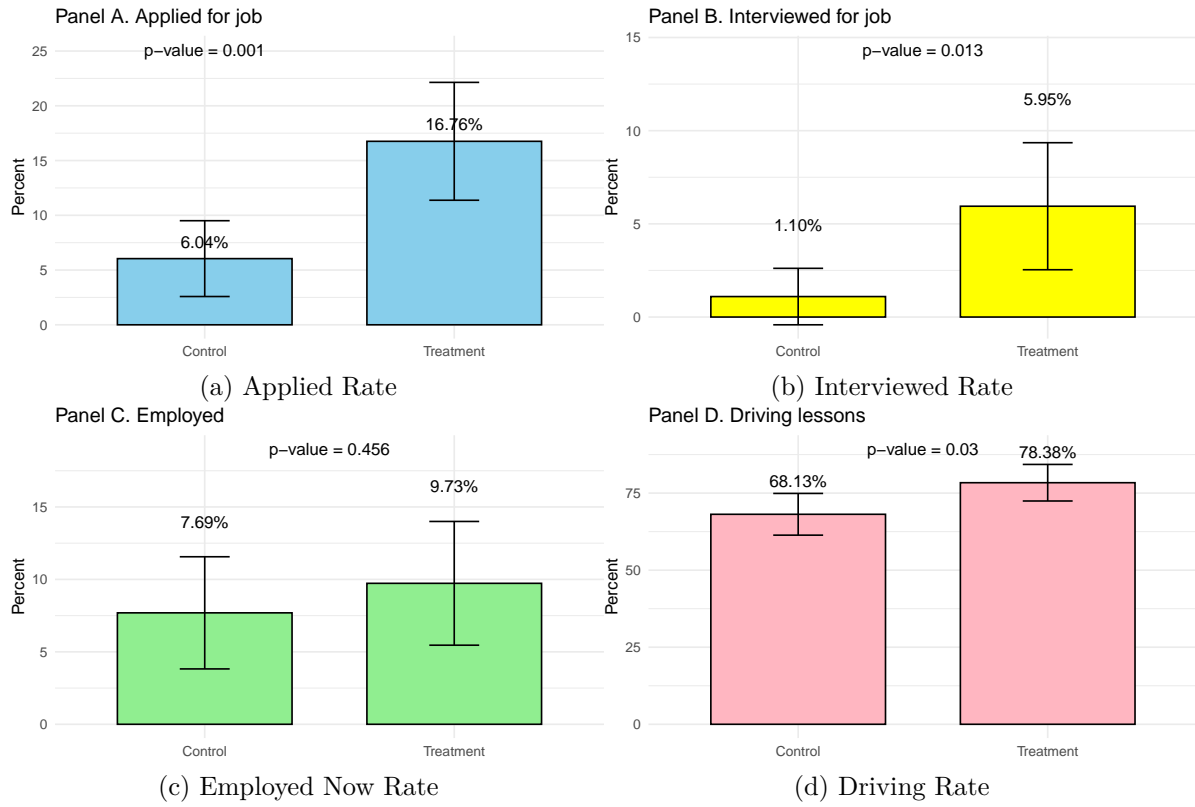 Panel A. Applied for job
p−value = 0.001
25
20
15
10
5
0
Percent
6.04%
16.76%
Control
Treatment
(a) Applied Rate
Panel B. Interviewed for job
p−value = 0.013
15
10
5
0
Percent
1.10%
5.95%
Control
Treatment
(b) Interviewed Rate
Panel C. Employed
p−value = 0.456
15
10
5
0
Percent
7.69%
9.73%
Control
Treatment
(c) Employed Now Rate
Panel D. Driving lessons
p−value = 0.03
75
50
25
0
Percent
68.13%
78.38%
Control
Treatment
(d) Driving Rate